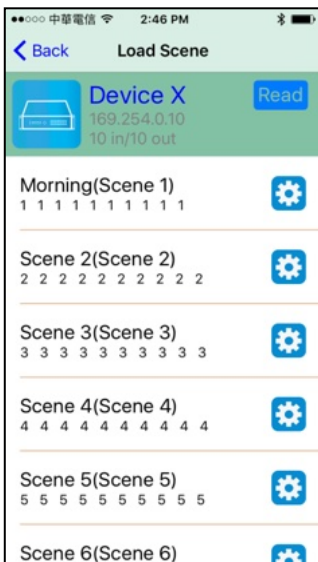 中華電信 2:46 PM
Back Load Scene
Device X Read
169.254.0.10
10 in/10 out
Morning(Scene 1)
1 1 1 1 1 1 1 1 1 1
Scene 2(Scene 2)
2 2 2 2 2 2 2 2 2 2
Scene 3(Scene 3)
3 3 3 3 3 3 3 3 3 3
Scene 4(Scene 4)
4 4 4 4 4 4 4 4 4 4
Scene 5(Scene 5)
5 5 5 5 5 5 5 5 5 5
Scene 6(Scene 6)